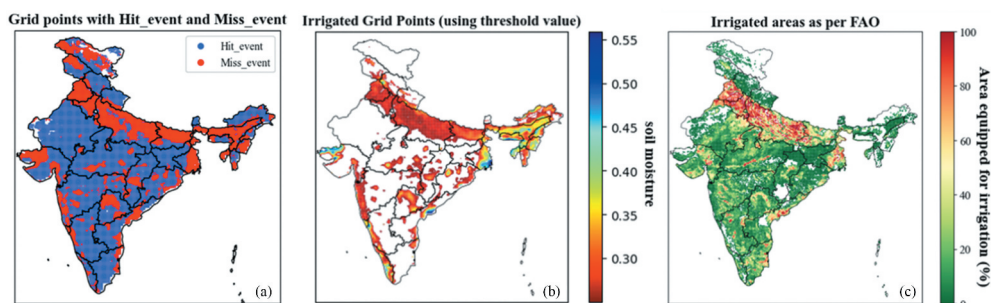 Grid points with Hit_event and Miss_event
Hit_event
Miss_event
(a)
Irrigated Grid Points (using threshold value)
(b)
0.55
0.50
0.45
0.40
0.35
0.30
soil moisture
Irrigated areas as per FAO
(c)
100
80
60
40
20
0
Area equipped for irrigation (%)